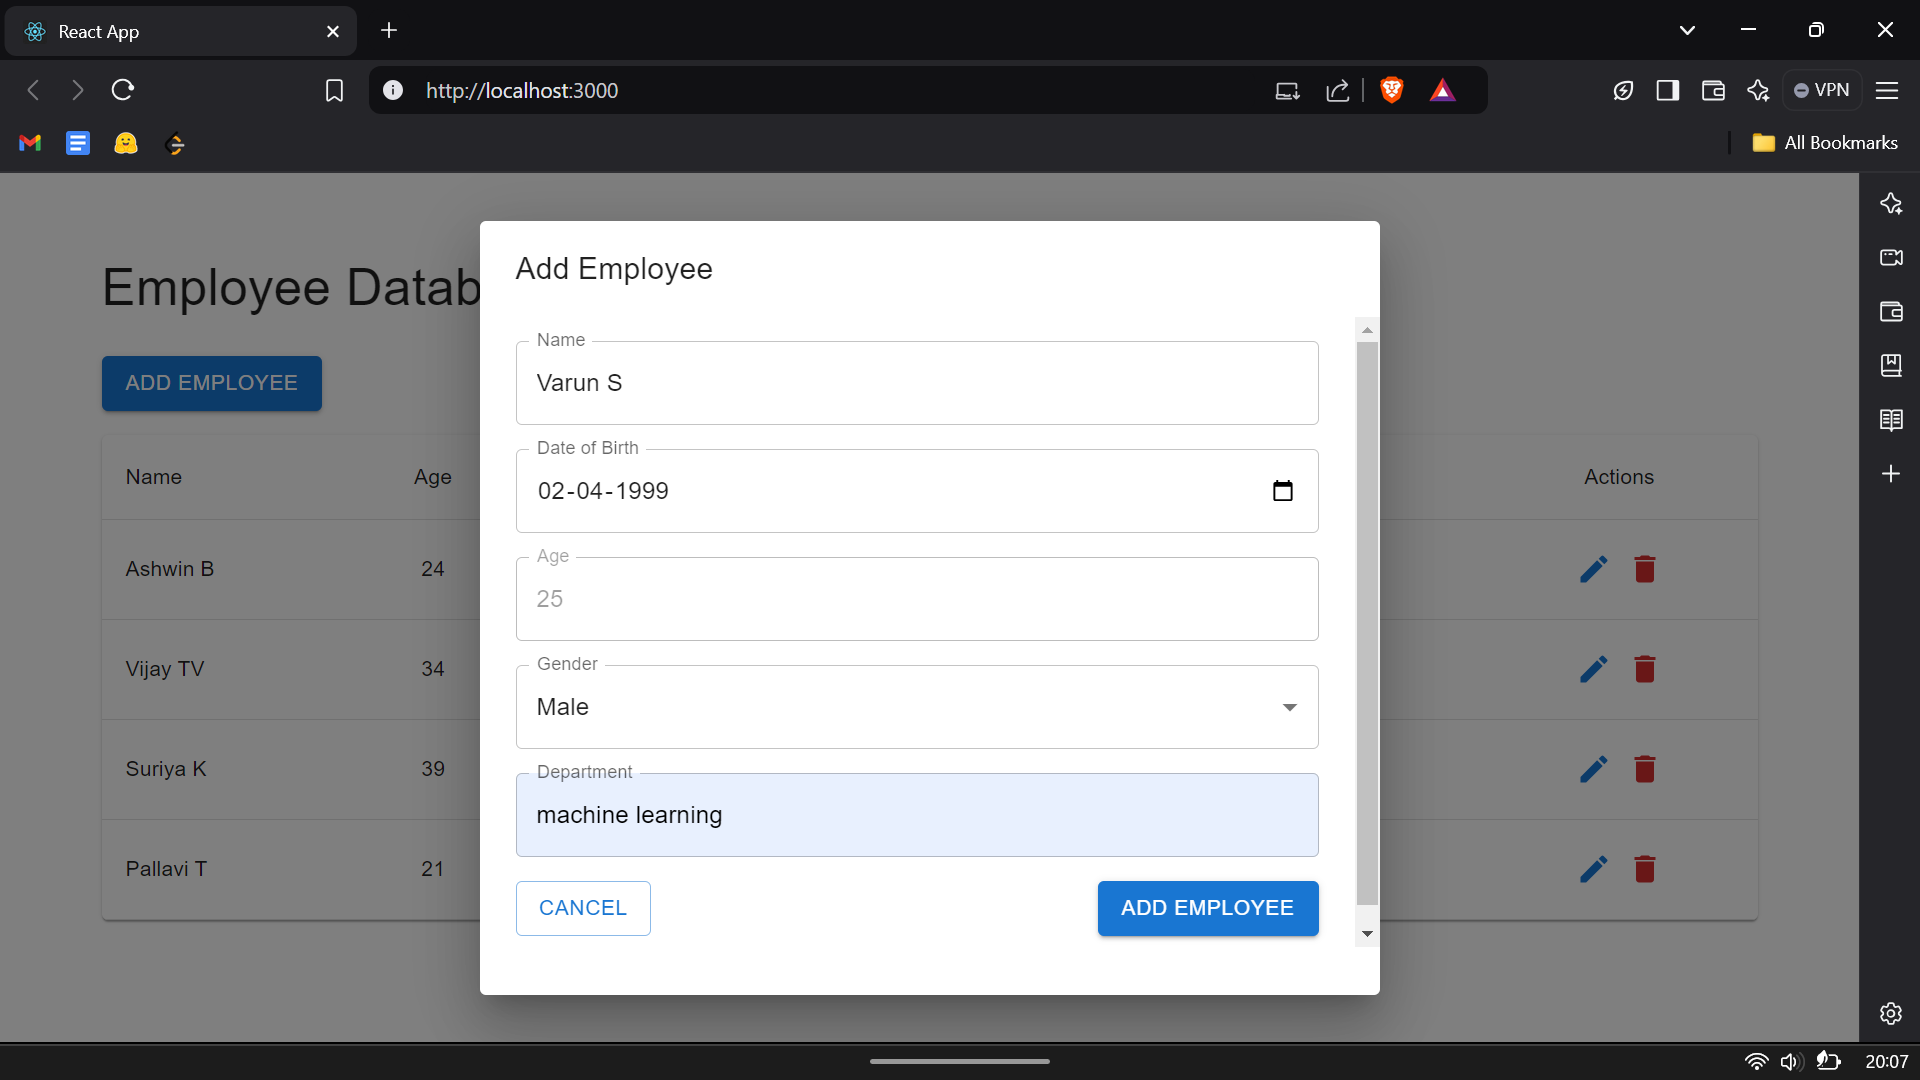 React App
http://localhost:3000
VPN
All Bookmarks
Employee Datab
ADD EMPLOYEE
Name Age Actions
Ashwin B 24
Vijay TV 34
Suriya K 39
Pallavi T 21
Add Employee
Name
Varun S
Date of Birth
02-04-1999
Age
25
Gender
Male
Department
machine learning
CANCEL
ADD EMPLOYEE
20:07